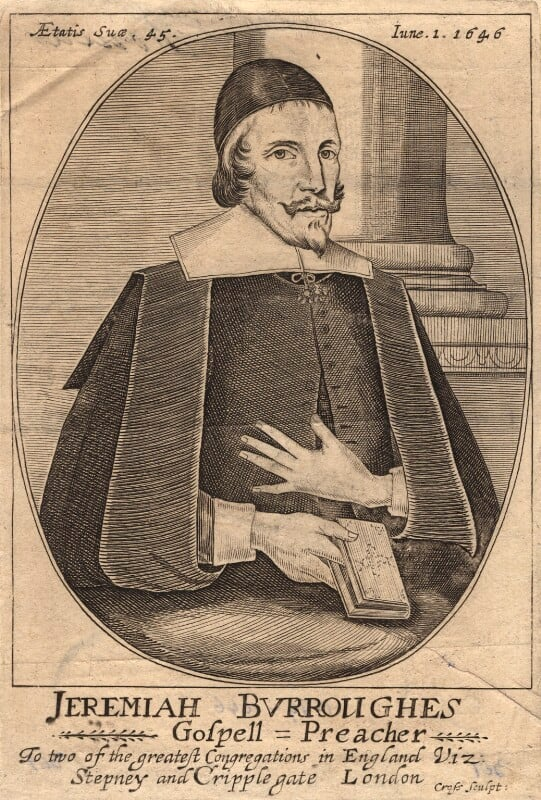 Ætatis Suæ. 45.
Iune. 1. 1646
JEREMIAH BVRROUGHES
Goſpell = Preacher
To two of the greateſt Congregations in England Viz:
Stepney and Cripplegate London
Croſs Sculpt: